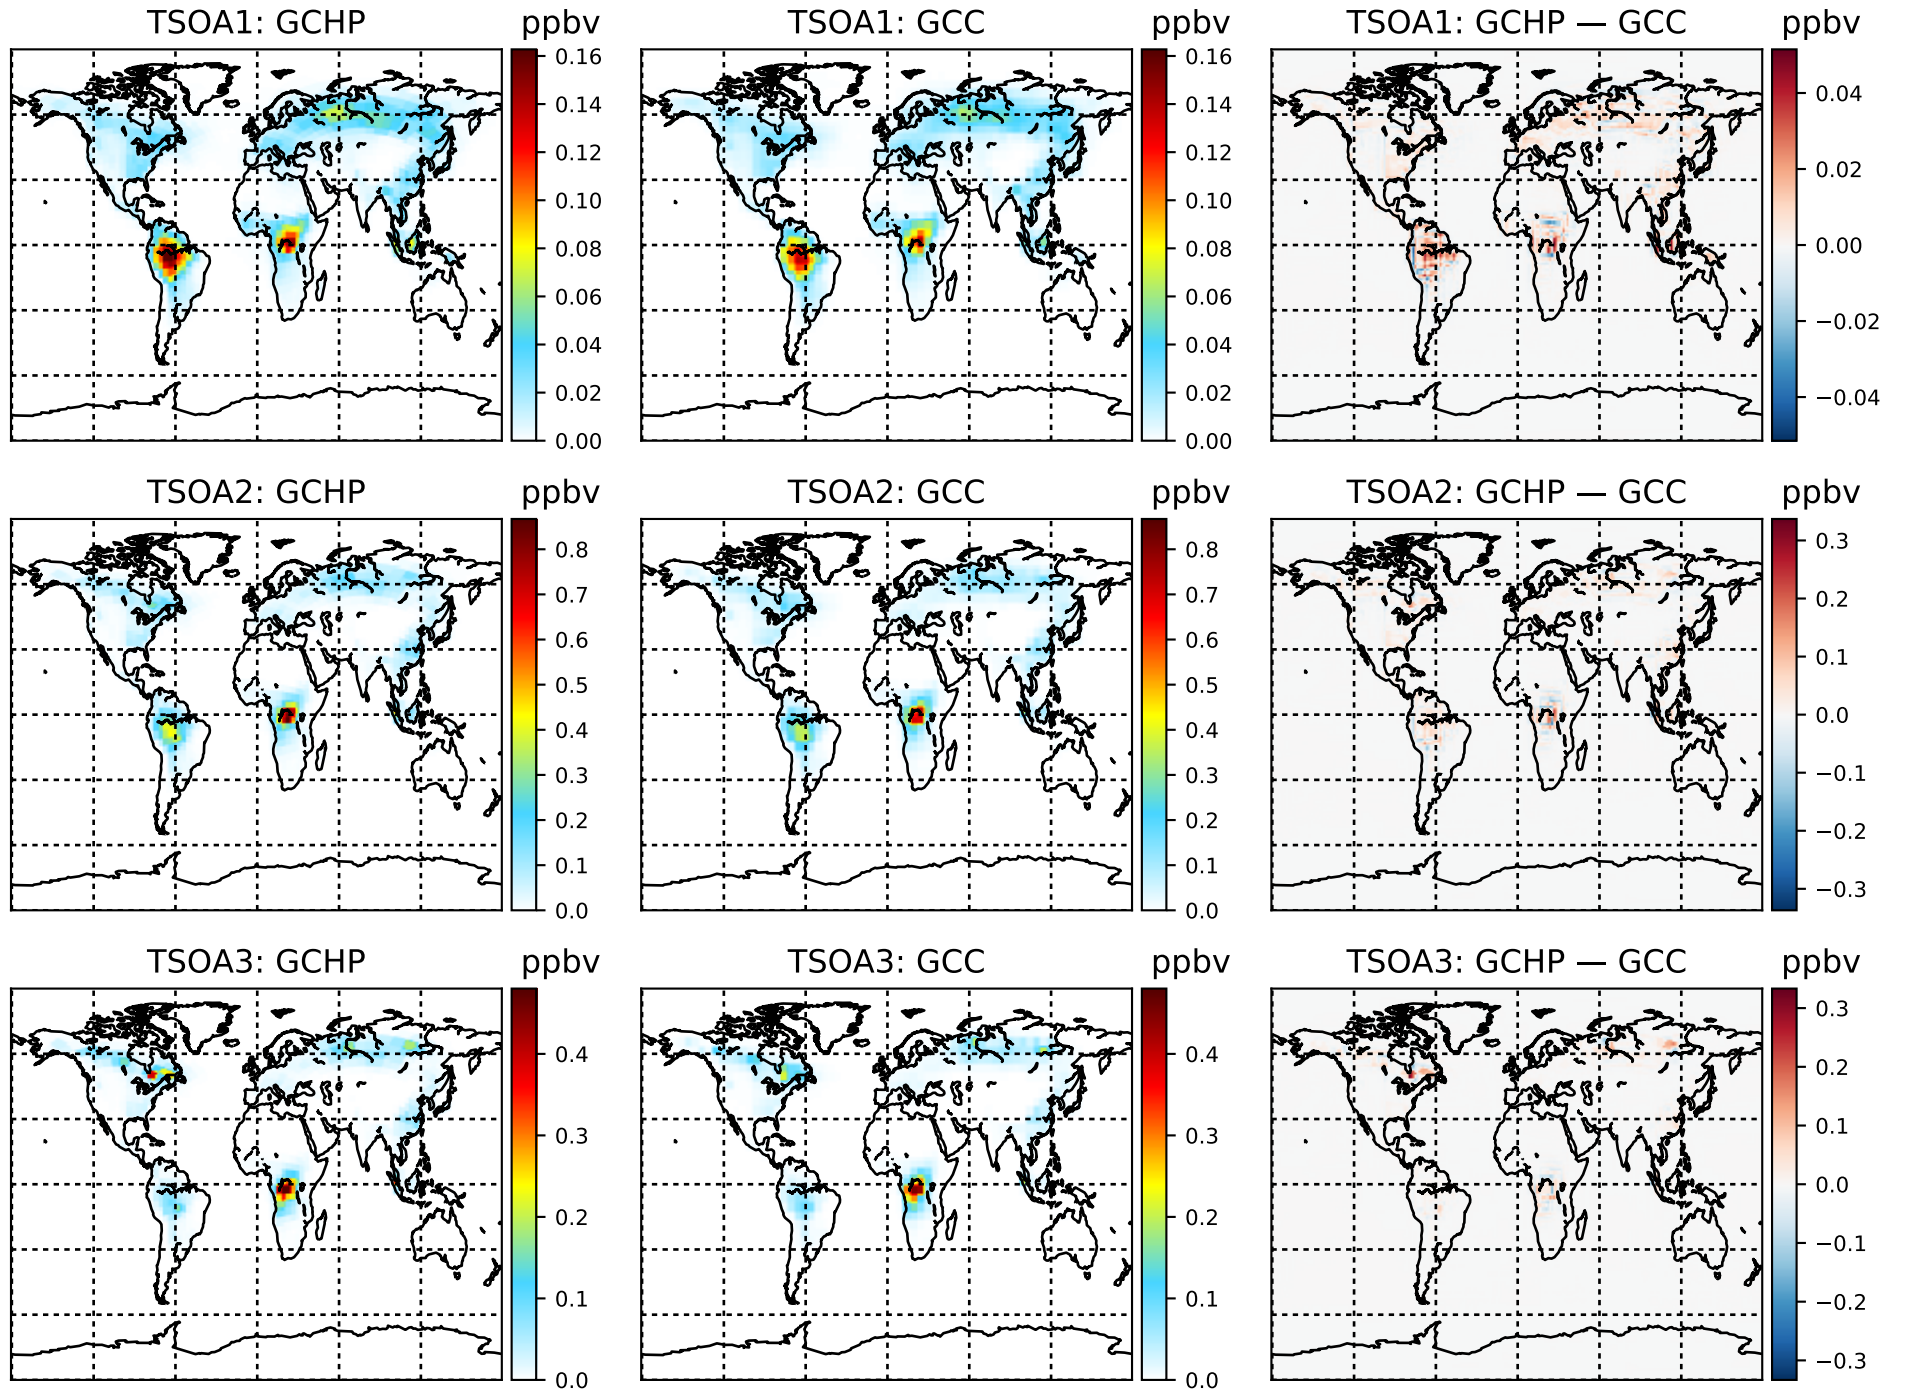 TSOA1: GCHP ppbv TSOA1: GCC ppbv TSOA1: GCHP — GCC ppbv
0.16 0.16
0.14 0.14 0.04
0.12 0.12
0.10 0.10 0.02
0.08 0.08 0.00
0.06 0.06
0.04 0.04 −0.02
0.02 0.02 −0.04
0.00 0.00
TSOA2: GCHP ppbv TSOA2: GCC ppbv TSOA2: GCHP — GCC ppbv
0.8 0.8 0.3
0.7 0.7 0.2
0.6 0.6
0.5 0.5 0.1
0.4 0.4 0.0
0.3 0.3 −0.1
0.2 0.2 −0.2
0.1 0.1
0.0 0.0 −0.3
TSOA3: GCHP ppbv TSOA3: GCC ppbv TSOA3: GCHP — GCC ppbv
0.3
0.4 0.4 0.2
0.3 0.3 0.1
0.2 0.2 0.0
0.1 0.1 −0.1
−0.2
0.0 0.0 −0.3